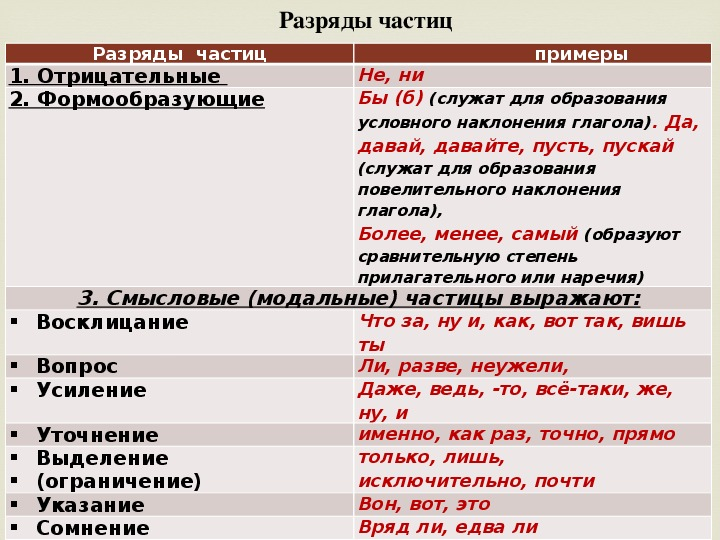 Разряды частиц
Разряды частиц примеры
1. Отрицательные Не, ни
2. Формообразующие Бы (б) (служат для образования
условного наклонения глагола). Да,
давай, давайте, пусть, пускай
(служат для образования
повелительного наклонения
глагола),
Более, менее, самый (образуют
сравнительную степень
прилагательного или наречия)
3. Смысловые (модальные) частицы выражают:
▪ Восклицание Что за, ну и, как, вот так, вишь
ты
▪ Вопрос Ли, разве, неужели,
▪ Усиление Даже, ведь, -то, всё-таки, же,
ну, и
▪ Уточнение именно, как раз, точно, прямо
▪ Выделение только, лишь,
▪ (ограничение) исключительно, почти
▪ Указание Вон, вот, это
▪ Сомнение Вряд ли, едва ли